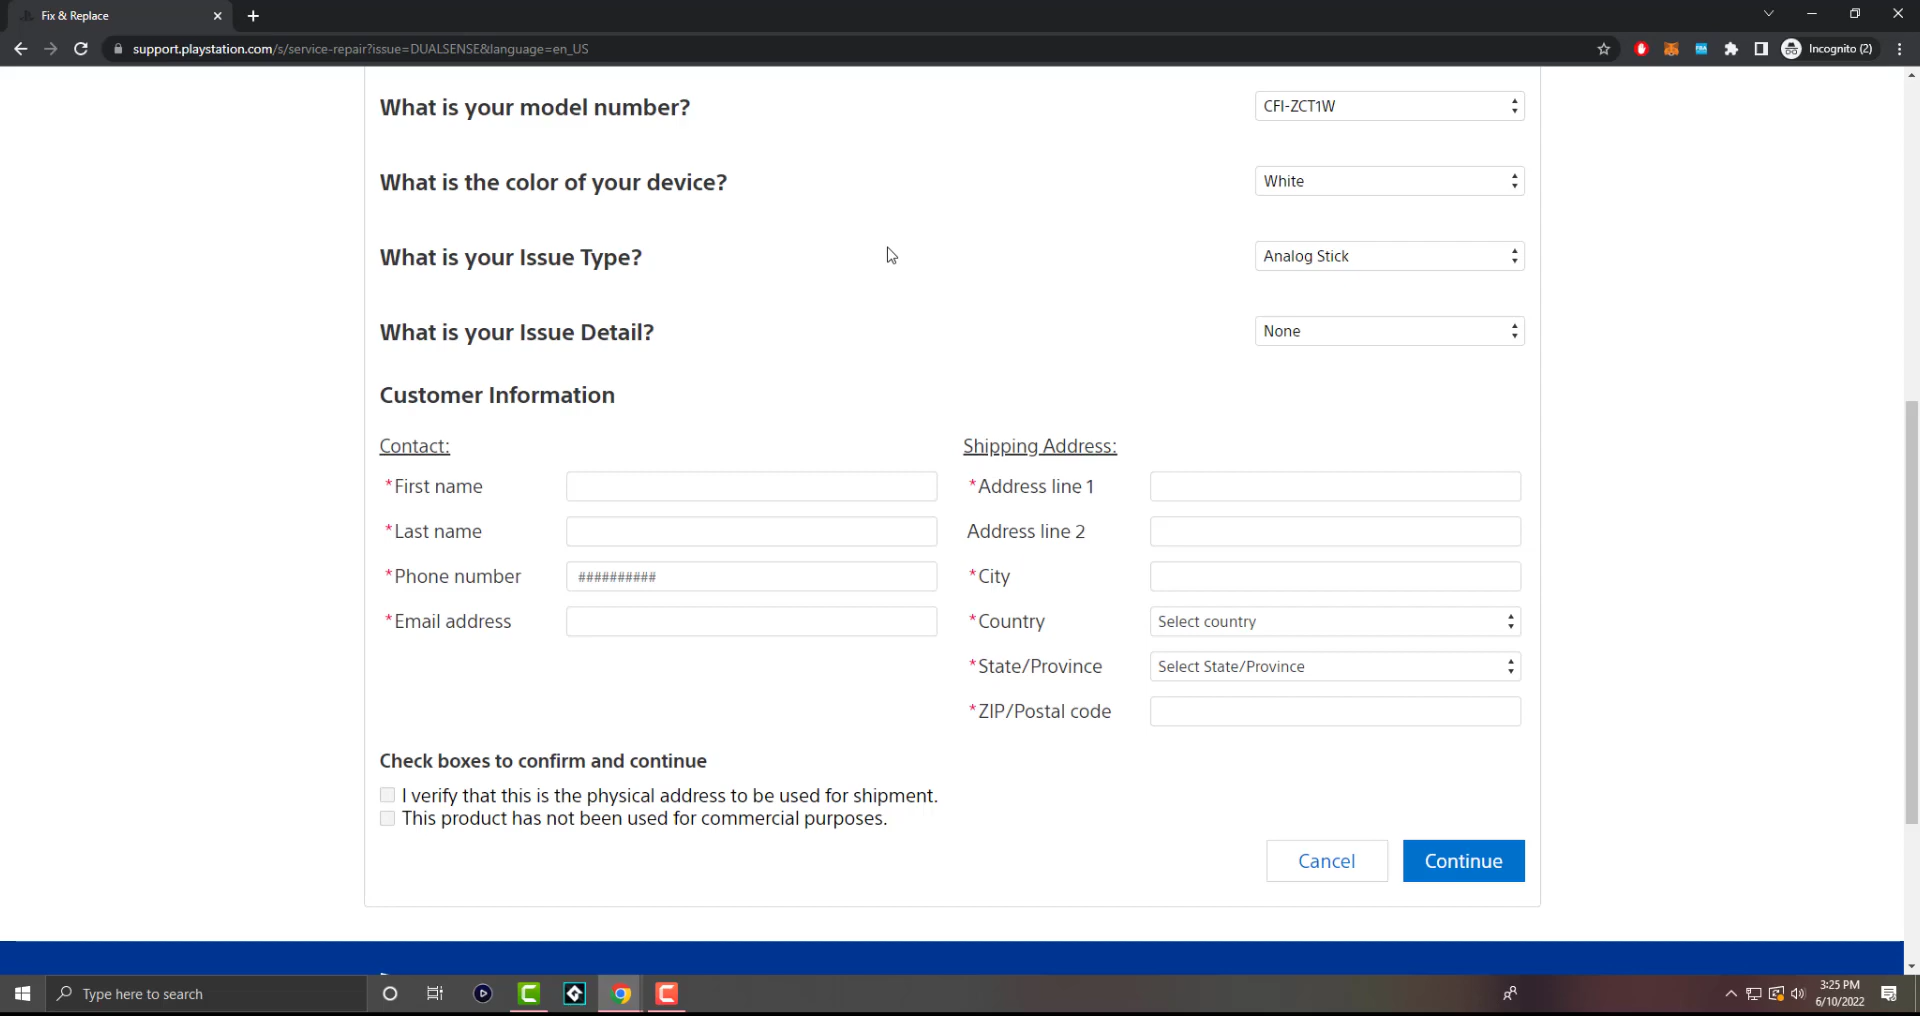 Fix & Replace
support.playstation.com/s/service-repair?issue=DUALSENSE&language=en_US
Incognito (2)
What is your model number?
CFI-ZCT1W
What is the color of your device?
White
What is your Issue Type?
Analog Stick
What is your Issue Detail?
None
Customer Information
Contact:
Shipping Address:
*First name
*Address line 1
*Last name
Address line 2
*Phone number
##########
*City
*Email address
*Country
Select country
*State/Province
Select State/Province
*ZIP/Postal code
Check boxes to confirm and continue
I verify that this is the physical address to be used for shipment.
This product has not been used for commercial purposes.
Cancel
Continue
Type here to search
3:25 PM
6/10/2022